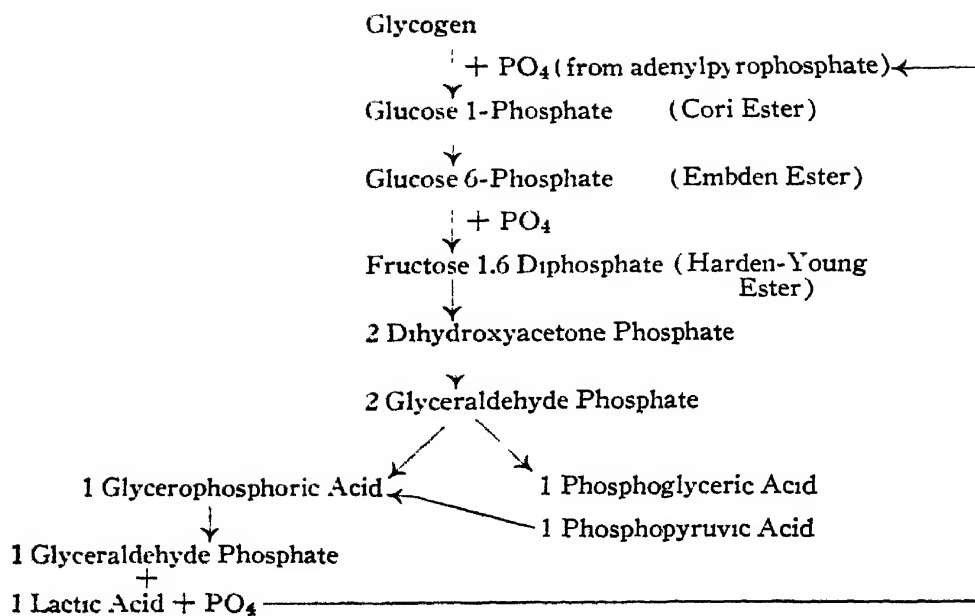 Glycogen
+ PO₄ (from adenylpyrophosphate)
Glucose 1-Phosphate (Cori Ester)
Glucose 6-Phosphate (Embden Ester)
+ PO₄
Fructose 1.6 Diphosphate (Harden-Young
Ester)
2 Dihydroxyacetone Phosphate
2 Glyceraldehyde Phosphate
1 Glycerophosphoric Acid 1 Phosphoglyceric Acid
1 Phosphopyruvic Acid
1 Glyceraldehyde Phosphate
+
1 Lactic Acid + PO₄